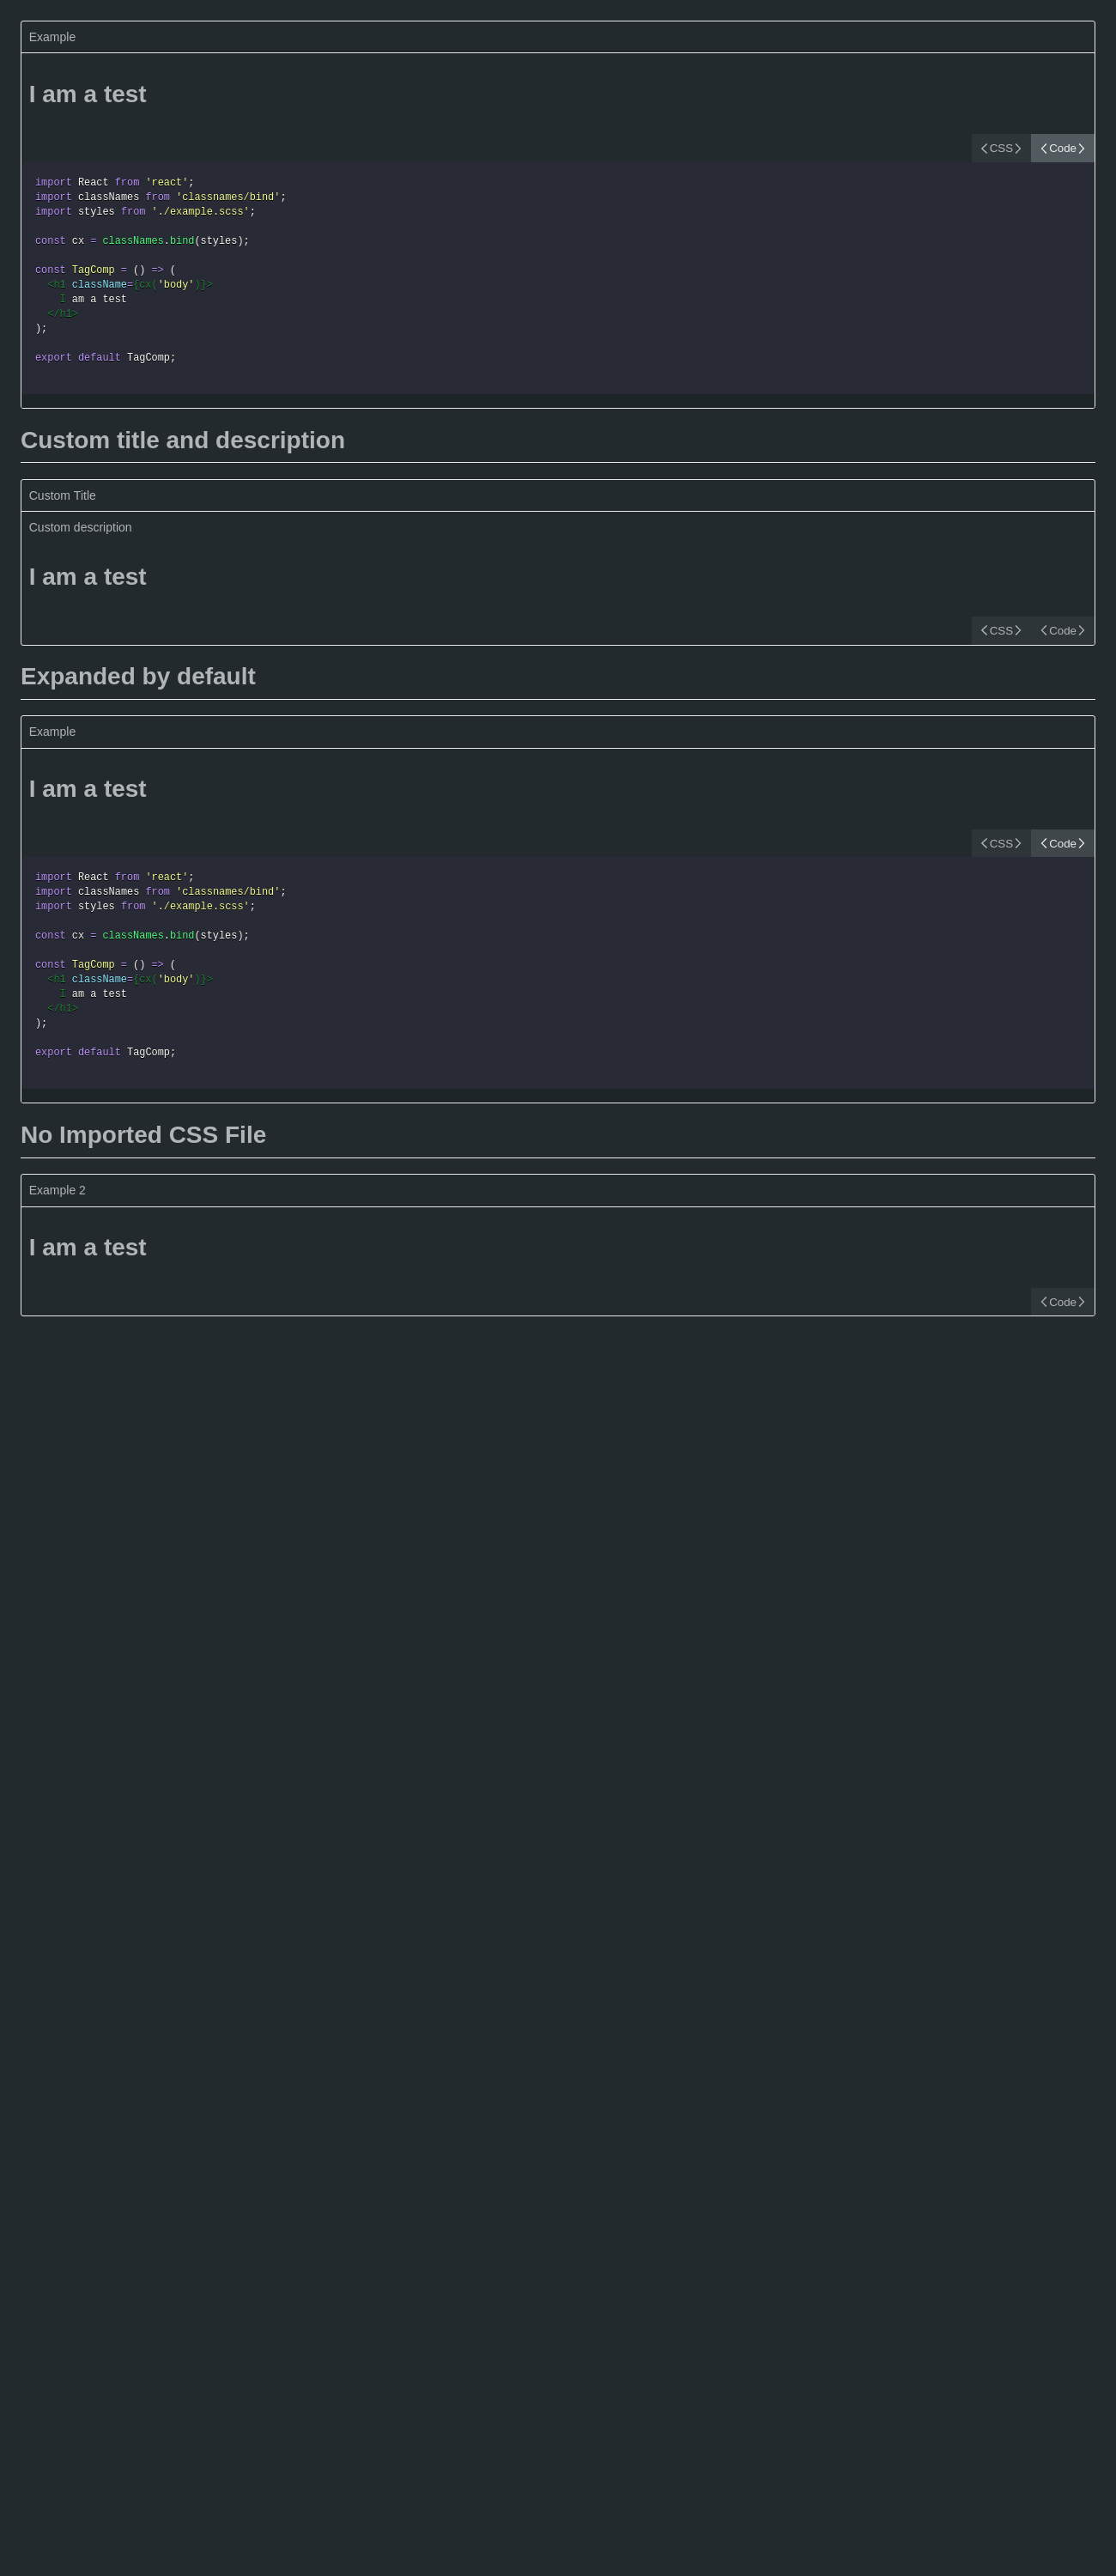 Example
I am a test
CSS Code
import React from 'react';
import classNames from 'classnames/bind';
import styles from './example.scss';
const cx = classNames.bind(styles);
const TagComp = () => (
<h1 className={cx('body')}>
I am a test
</h1>
);
export default TagComp;
Custom title and description
Custom Title
Custom description
I am a test
CSS Code
Expanded by default
Example
I am a test
CSS Code
import React from 'react';
import classNames from 'classnames/bind';
import styles from './example.scss';
const cx = classNames.bind(styles);
const TagComp = () => (
<h1 className={cx('body')}>
I am a test
</h1>
);
export default TagComp;
No Imported CSS File
Example 2
I am a test
Code